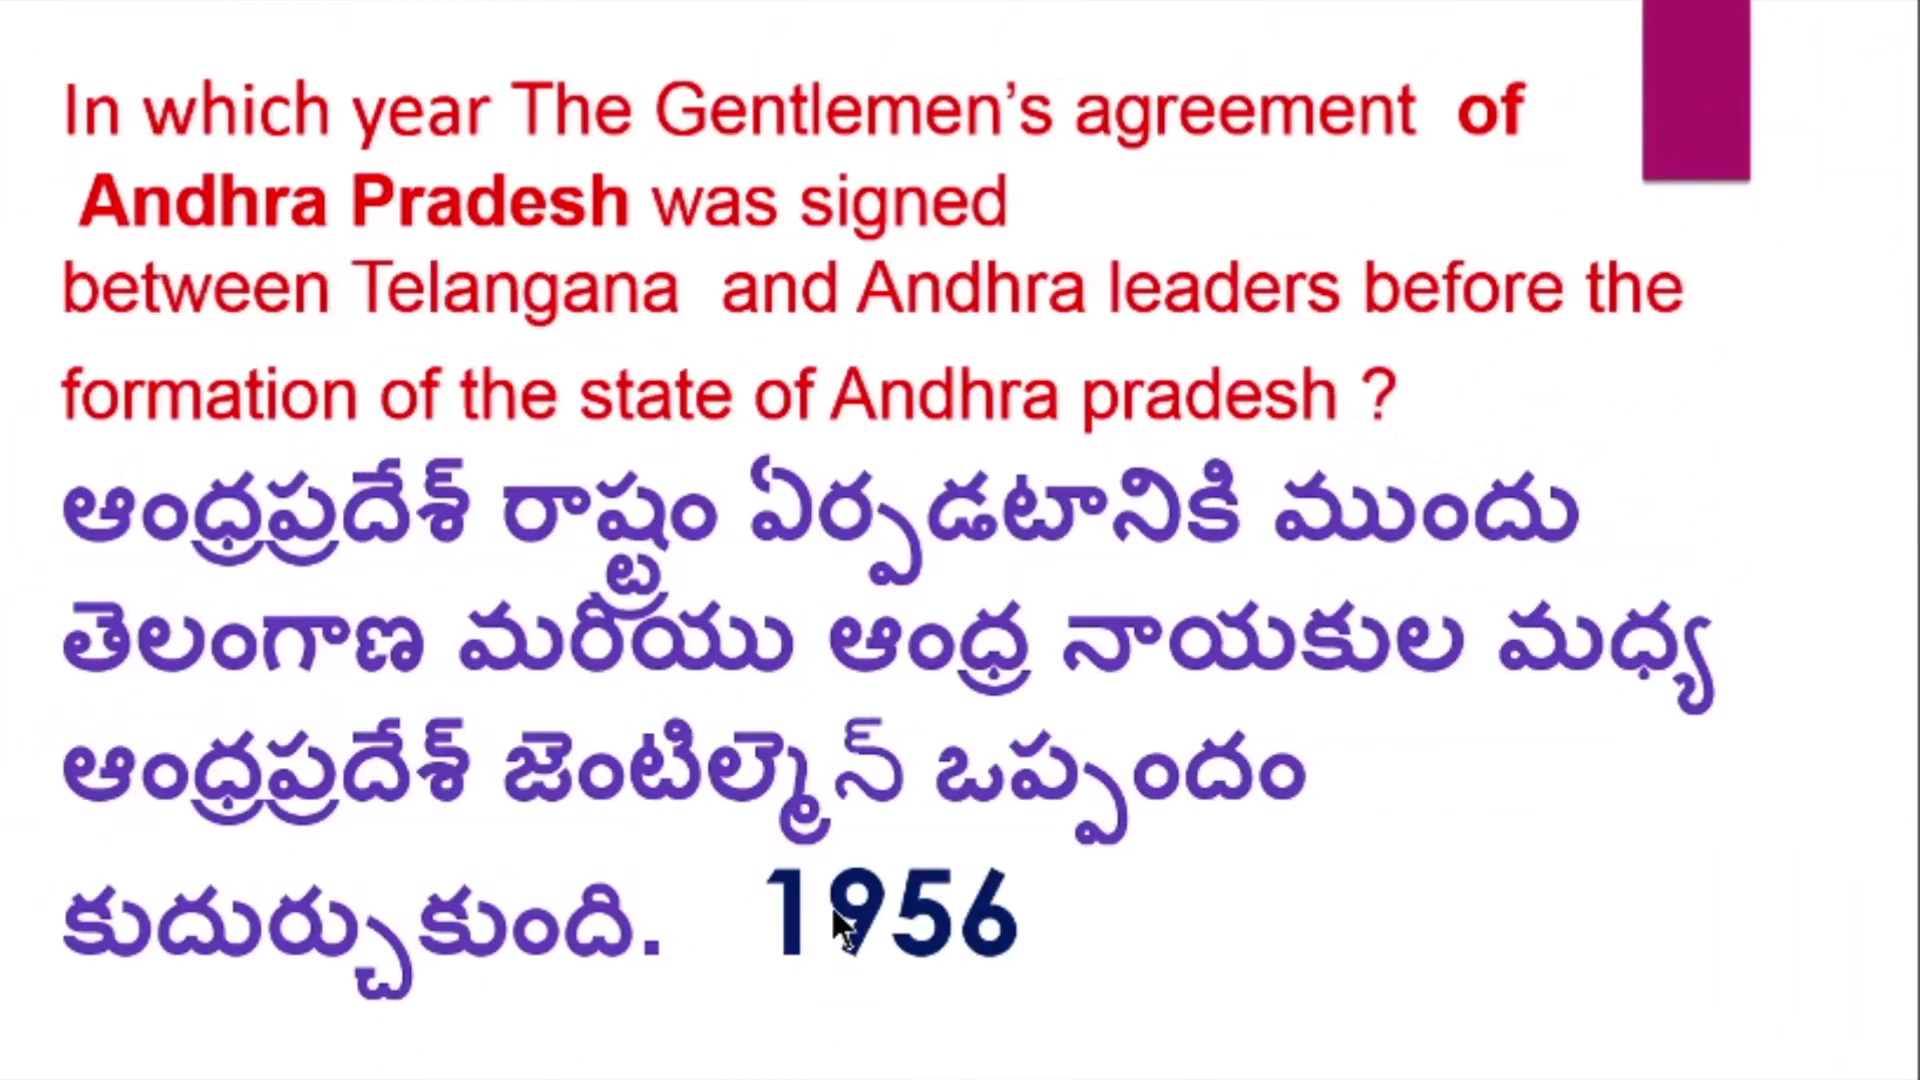 In which year The Gentlemen’s agreement of
Andhra Pradesh was signed
between Telangana and Andhra leaders before the
formation of the state of Andhra pradesh ?
ఆంధ్రప్రదేశ్ రాష్ట్రం ఏర్పడటానికి ముందు
తెలంగాణ మరియు ఆంధ్ర నాయకుల మధ్య
ఆంధ్రప్రదేశ్ జెంటిల్మెన్ ఒప్పందం
కుదుర్చుకుంది. 1956